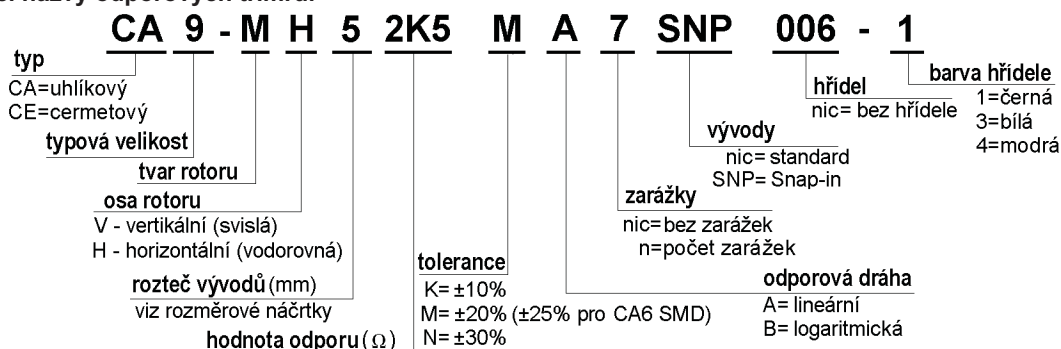 názvy odporových trimrů:
CA 9 - M H 5 2K5 M A 7 SNP 006 - 1
typ
CA=uhlíkový
CE=cermetový
typová velikost
tvar rotoru
osa rotoru
V - vertikální (svislá)
H - horizontální (vodorovná)
rozteč vývodů (mm)
viz rozměrové náčrtky
hodnota odporu (Ω)
tolerance
K= ±10%
M= ±20% (±25% pro CA6 SMD)
N= ±30%
odporová dráha
A= lineární
B= logaritmická
zarážky
nic= bez zarážek
n=počet zarážek
vývody
nic= standard
SNP= Snap-in
hřídel
nic= bez hřídele
barva hřídele
1=černá
3=bílá
4=modrá